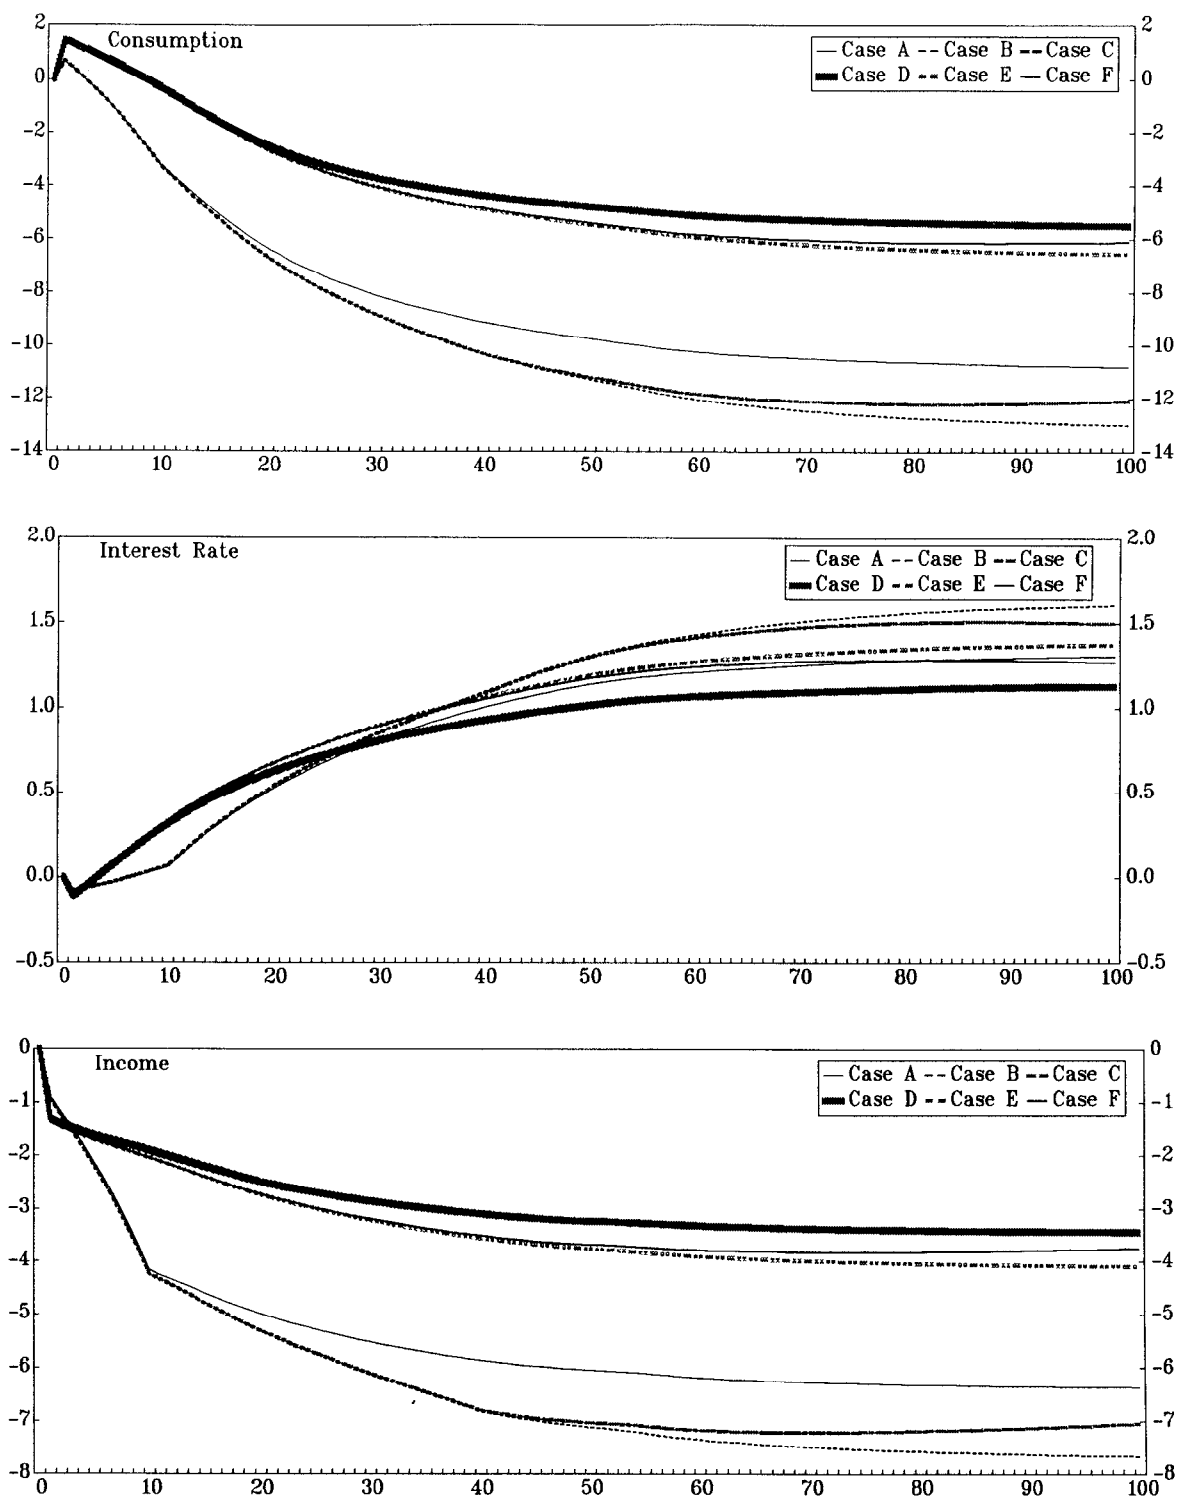 Consumption
Case A Case B Case C
Case D Case E Case F
2 2
0 0
-2 -2
-4 -4
-6 -6
-8 -8
-10 -10
-12 -12
-14 -14
0 10 20 30 40 50 60 70 80 90 100
Interest Rate
Case A Case B Case C
Case D Case E Case F
2.0 2.0
1.5 1.5
1.0 1.0
0.5 0.5
0.0 0.0
-0.5 -0.5
0 10 20 30 40 50 60 70 80 90 100
Income
Case A Case B Case C
Case D Case E Case F
0 0
-1 -1
-2 -2
-3 -3
-4 -4
-5 -5
-6 -6
-7 -7
-8 -8
0 10 20 30 40 50 60 70 80 90 100